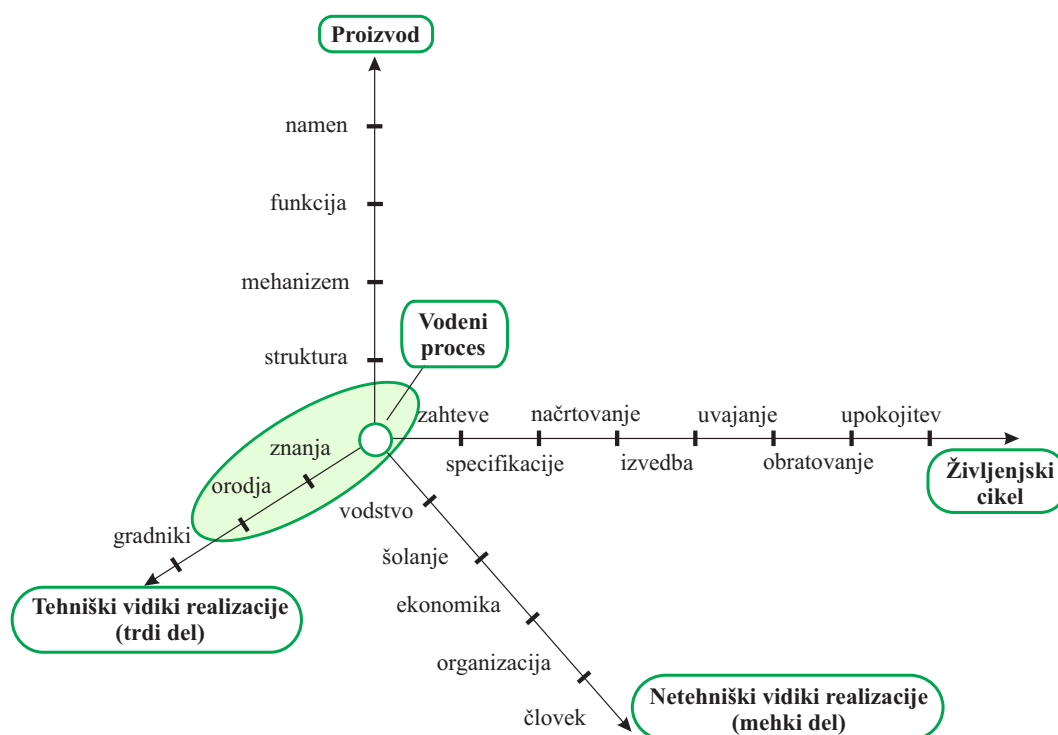 Proizvod
namen
funkcija
mehanizem
struktura
Vodeni
proces
zahteve
načrtovanje
uvajanje
upokojitev
specifikacije
izvedba
obratovanje
Življenjski
cikel
znanja
orodja
gradniki
Tehniški vidiki realizacije
(trdi del)
vodstvo
šolanje
ekonomika
organizacija
človek
Netehniški vidiki realizacije
(mehki del)